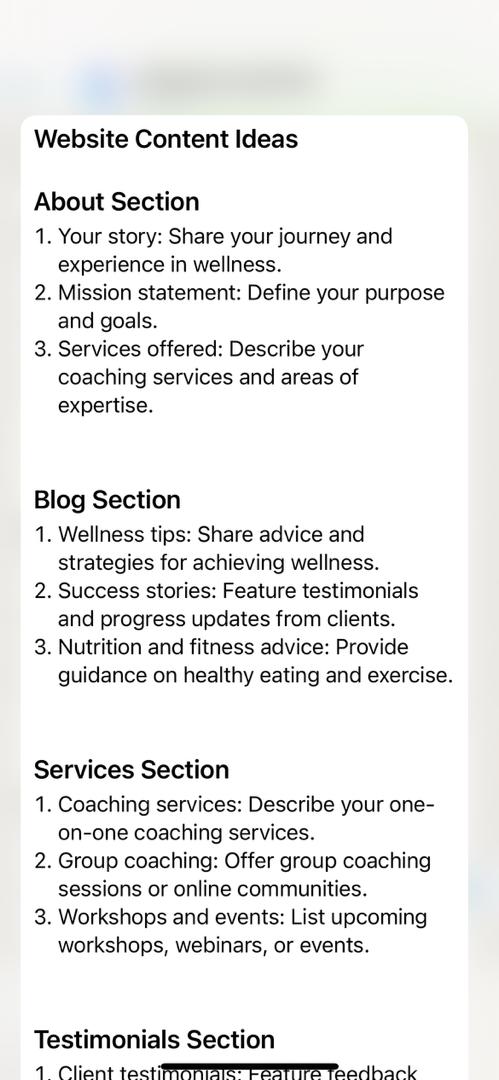 Website Content Ideas
About Section
1. Your story: Share your journey and
experience in wellness.
2. Mission statement: Define your purpose
and goals.
3. Services offered: Describe your
coaching services and areas of
expertise.
Blog Section
1. Wellness tips: Share advice and
strategies for achieving wellness.
2. Success stories: Feature testimonials
and progress updates from clients.
3. Nutrition and fitness advice: Provide
guidance on healthy eating and exercise.
Services Section
1. Coaching services: Describe your one-
on-one coaching services.
2. Group coaching: Offer group coaching
sessions or online communities.
3. Workshops and events: List upcoming
workshops, webinars, or events.
Testimonials Section
1. Client testimonials: Feature feedback